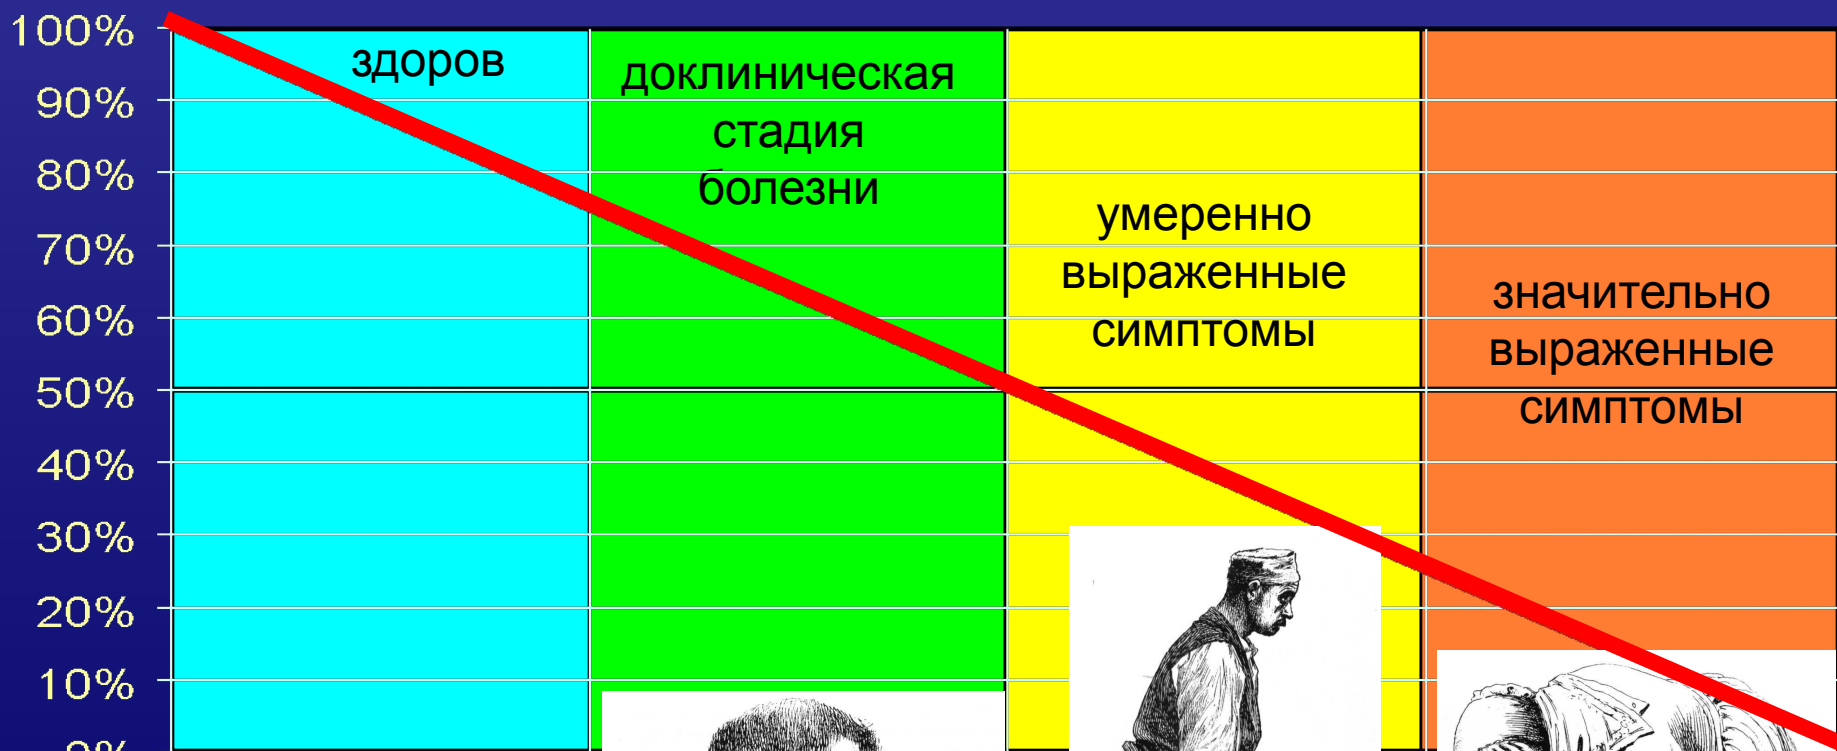 100%
90%
80%
70%
60%
50%
40%
30%
20%
10%
0%
здоров
доклиническая
стадия
болезни
умеренно
выраженные
симптомы
значительно
выраженные
симптомы